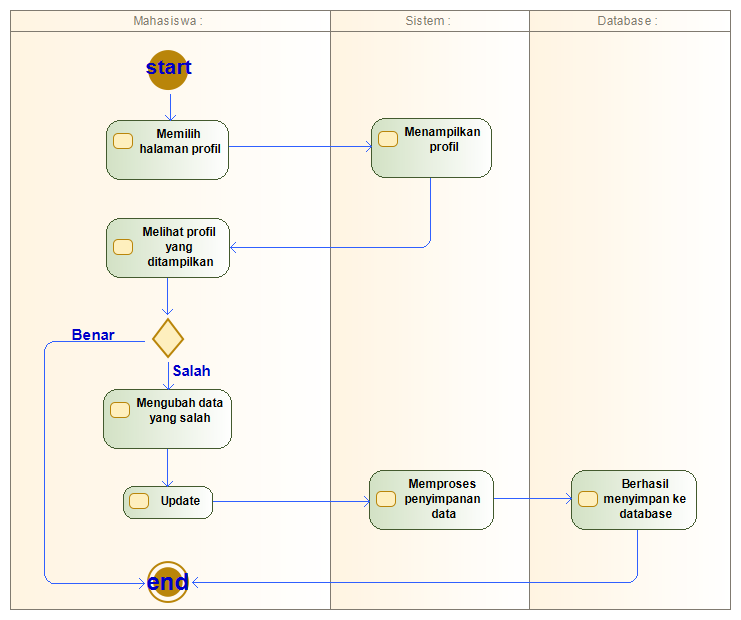 Mahasiswa :
Sistem :
Database :
start
Memilih
halaman profil
Menampilkan
profil
Melihat profil
yang
ditampilkan
Benar
Salah
Mengubah data
yang salah
Update
Memproses
penyimpanan
data
Berhasil
menyimpan ke
database
end